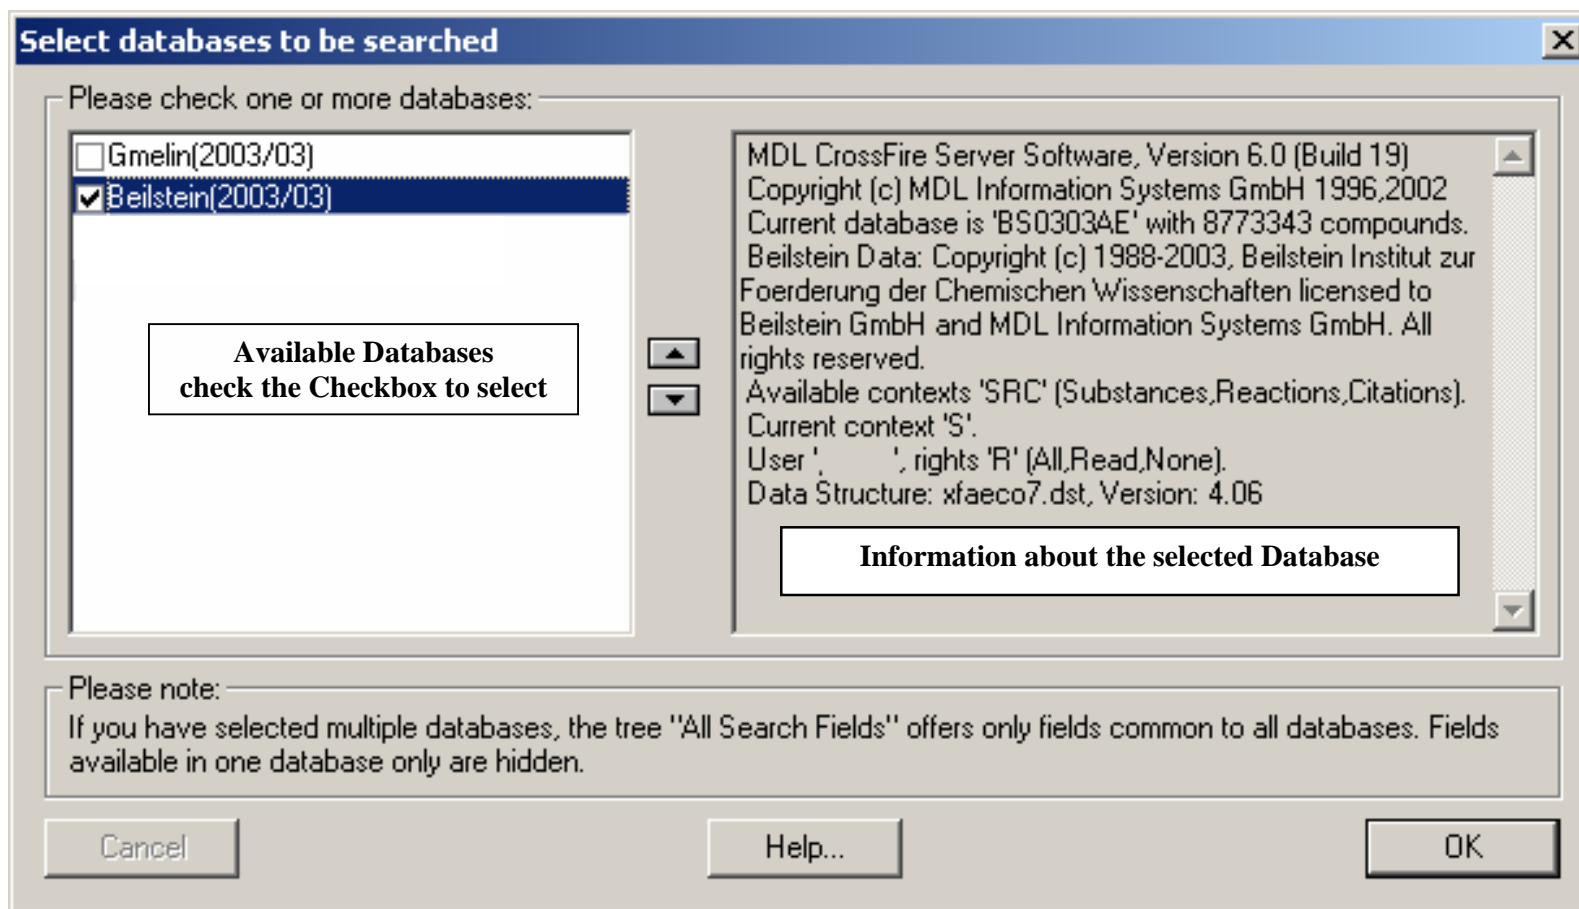 Select databases to be searched
Please check one or more databases:
Gmelin(2003/03)
Beilstein(2003/03)
Available Databases
check the Checkbox to select
MDL CrossFire Server Software, Version 6.0 (Build 19)
Copyright (c) MDL Information Systems GmbH 1996,2002
Current database is 'BS0303AE' with 8773343 compounds.
Beilstein Data: Copyright (c) 1988-2003, Beilstein Institut zur
Foerderung der Chemischen Wissenschaften licensed to
Beilstein GmbH and MDL Information Systems GmbH. All
rights reserved.
Available contexts 'SRC' (Substances,Reactions,Citations).
Current context 'S'.
User ' ', rights 'R' (All,Read,None).
Data Structure: xfaeco7.dst, Version: 4.06
Information about the selected Database
Please note:
If you have selected multiple databases, the tree "All Search Fields" offers only fields common to all databases. Fields
available in one database only are hidden.
Cancel
Help...
OK